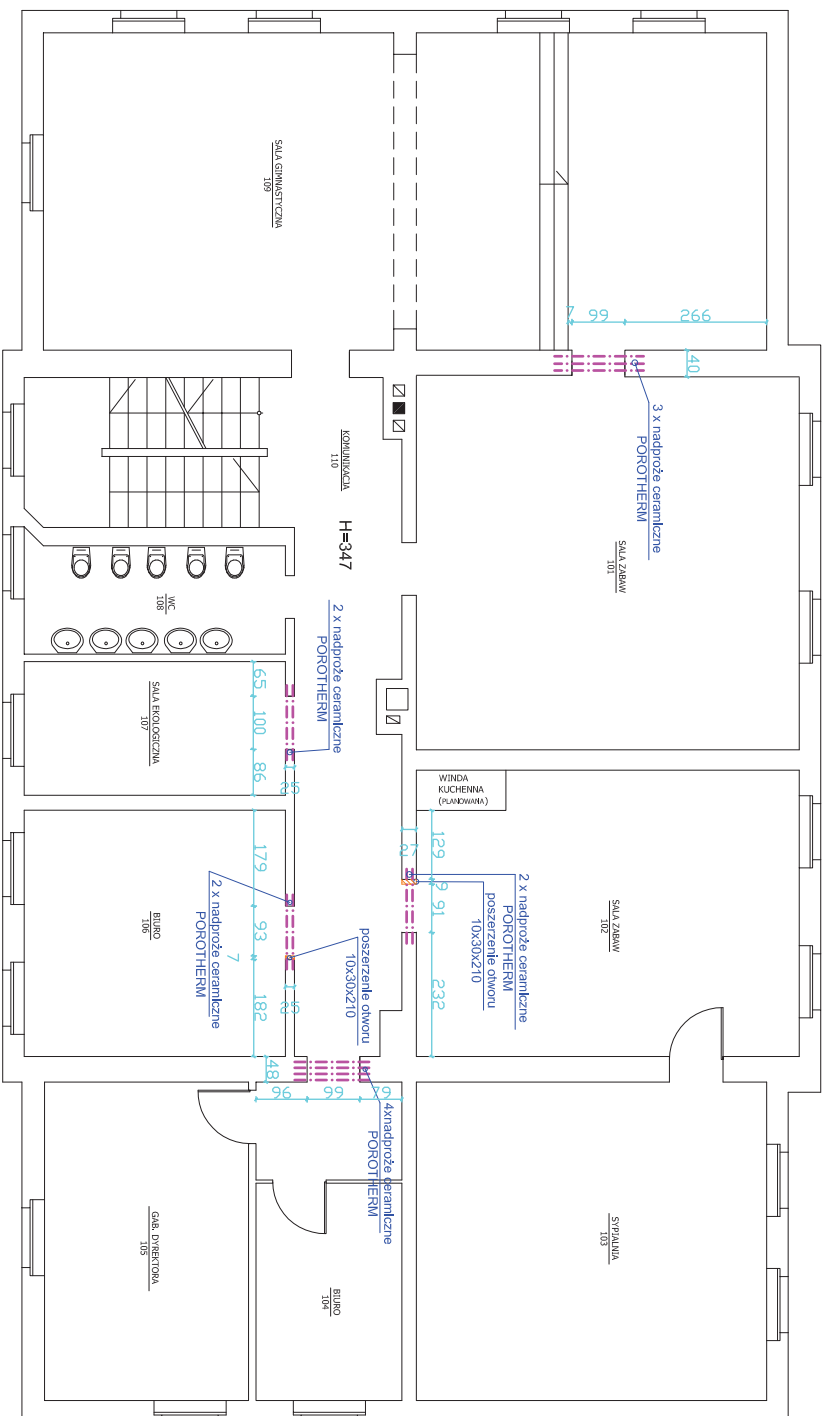 SALA GIMNASTYCZNA
109
7
99
266
40
3 x nadproże ceramiczne
POROTHERM
KOMUNIKACJA
110
H=347
SALA ZABAW
101
WC
108
2 x nadproże ceramiczne
POROTHERM
SALA EKOLOGICZNA
107
65
100
86
WINDA
KUCHENNA
(PLANOWANA)
129
9
91
232
2 x nadproże ceramiczne
POROTHERM
poszerzenie otworu
10x30x210
SALA ZABAW
102
BIURO
106
179
93
7
182
2 x nadproże ceramiczne
POROTHERM
poszerzenie otworu
10x30x210
48
96
99
79
4xnadproże ceramiczne
POROTHERM
GAB. DYREKTORA
105
BIURO
104
SYPIALNIA
103